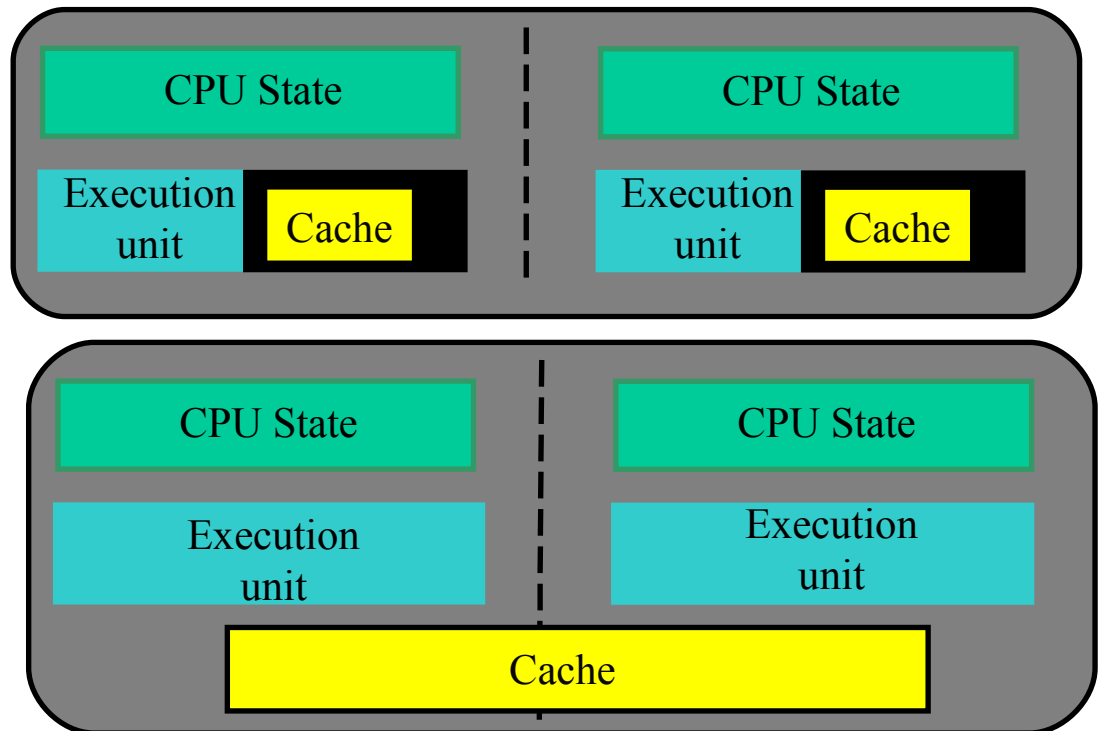 CPU State
CPU State
Execution
unit
Cache
Execution
unit
Cache
CPU State
CPU State
Execution
unit
Execution
unit
Cache